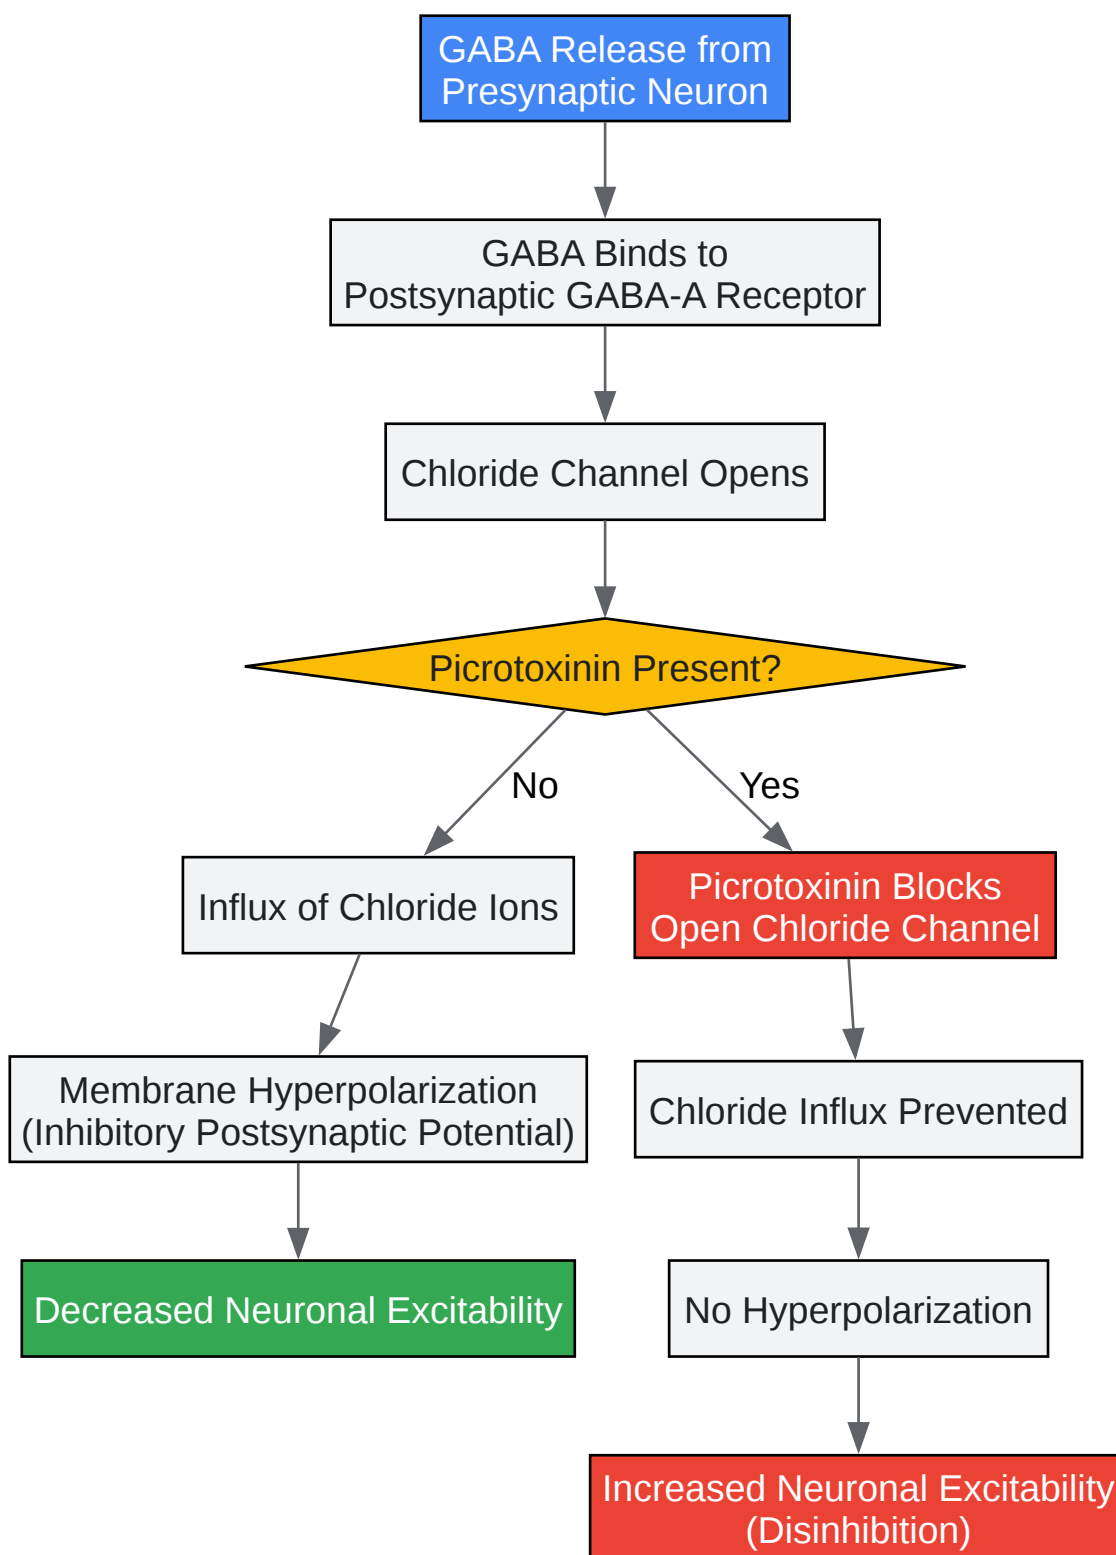 GABA Release from
Presynaptic Neuron
GABA Binds to
Postsynaptic GABA-A Receptor
Chloride Channel Opens
Picrotoxinin Present?
No
Yes
Influx of Chloride Ions
Picrotoxinin Blocks
Open Chloride Channel
Membrane Hyperpolarization
(Inhibitory Postsynaptic Potential)
Chloride Influx Prevented
Decreased Neuronal Excitability
No Hyperpolarization
Increased Neuronal Excitability
(Disinhibition)